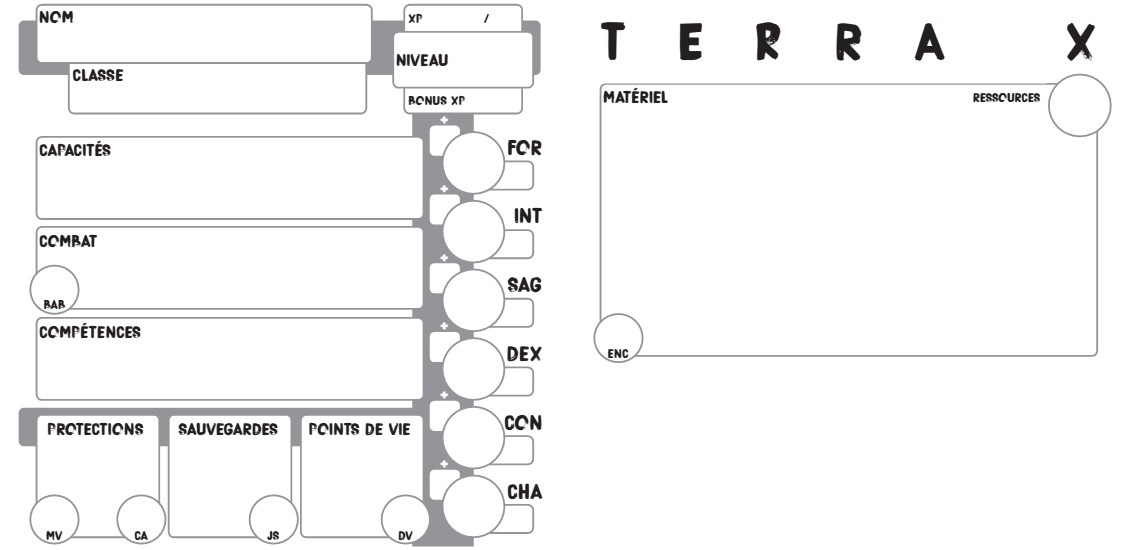 NOM
XP /
CLASSE
NIVEAU
BONUS XP
CAPACITÉS
COMBAT
BAB
COMPÉTENCES
PROTECTIONS
MV
CA
SAUVEGARDES
JS
POINTS DE VIE
DV
+
FOR
+
INT
+
SAG
+
DEX
+
CON
+
CHA
TERRA X
MATÉRIEL
RESSOURCES
ENC